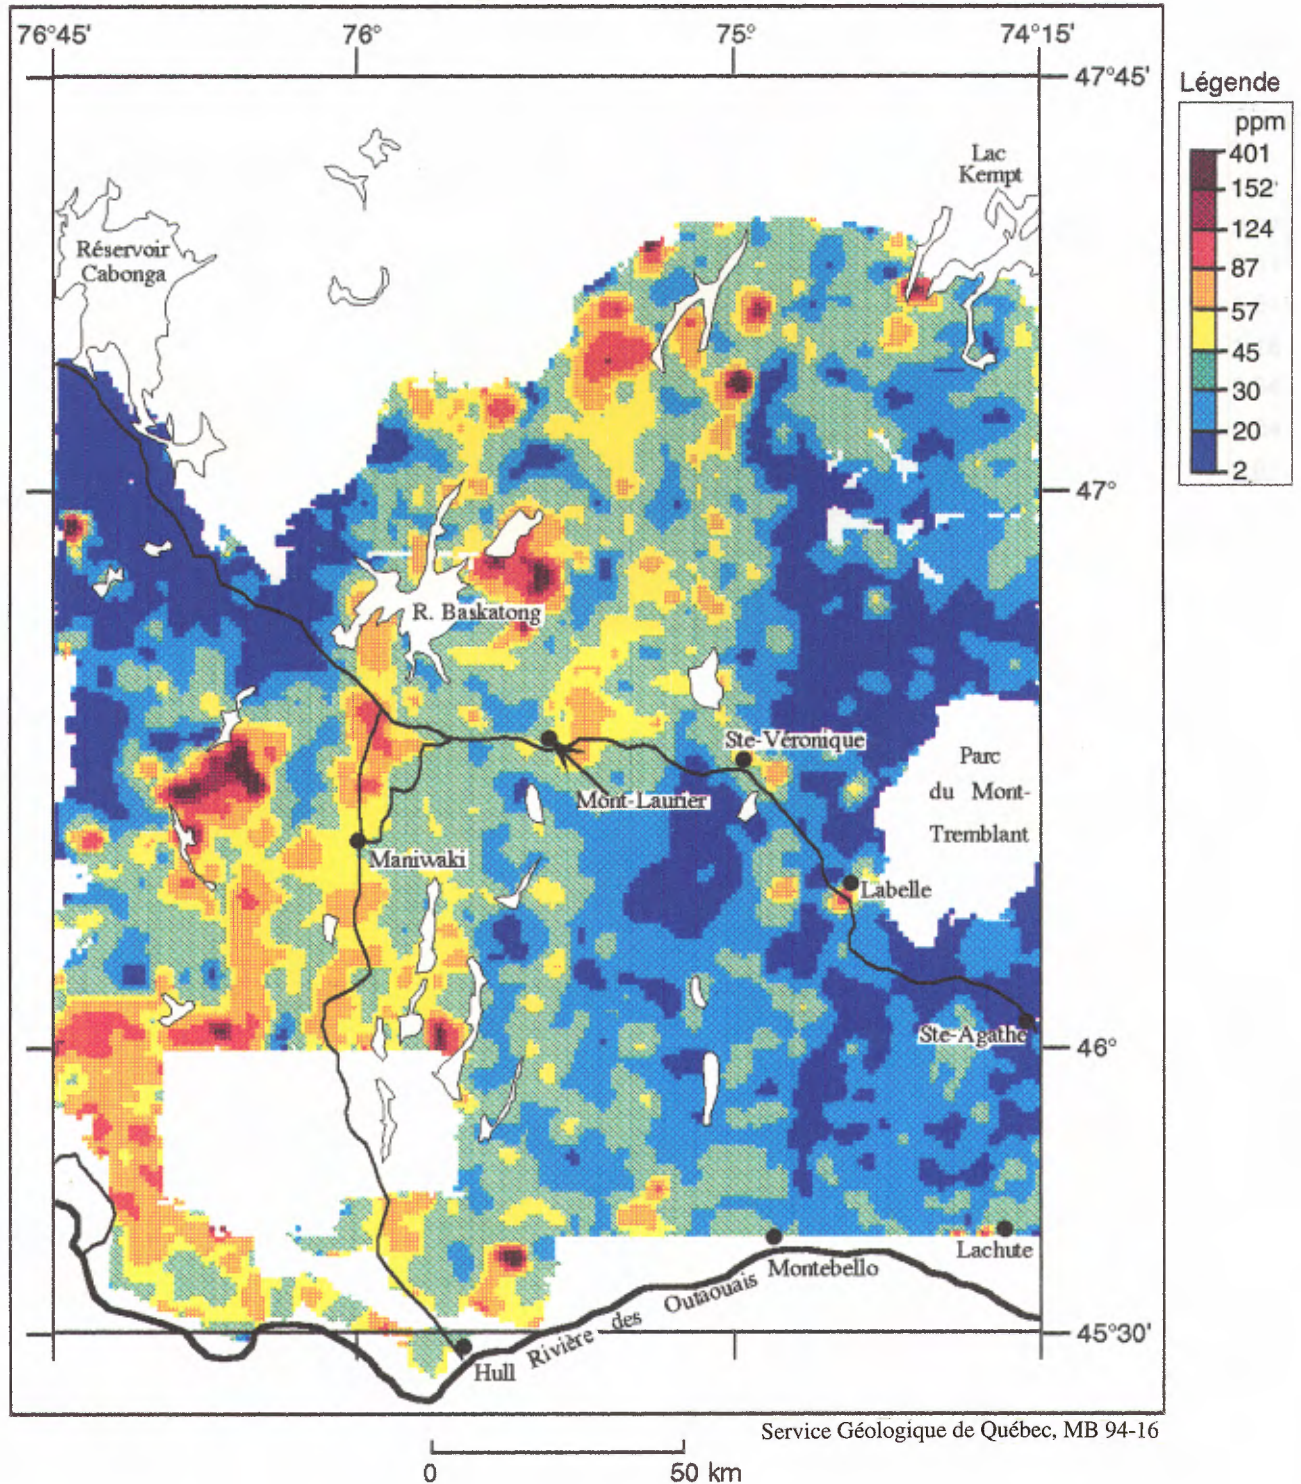 76°45'
76°
75°
74°15'
47°45'
Légende
ppm
401
152
124
87
57
45
30
20
2
Lac
Kempt
Réservoir
Cabonga
47°
R. Baskatong
Ste-Véronique
Parc
du Mont-
Tremblant
Mont-Laurier
Maniwaki
Labelle
Ste-Agathe
46°
Lachute
Montebello
Rivière des Outaouais
45°30'
Hull
Service Géologique de Québec, MB 94-16
0
50 km